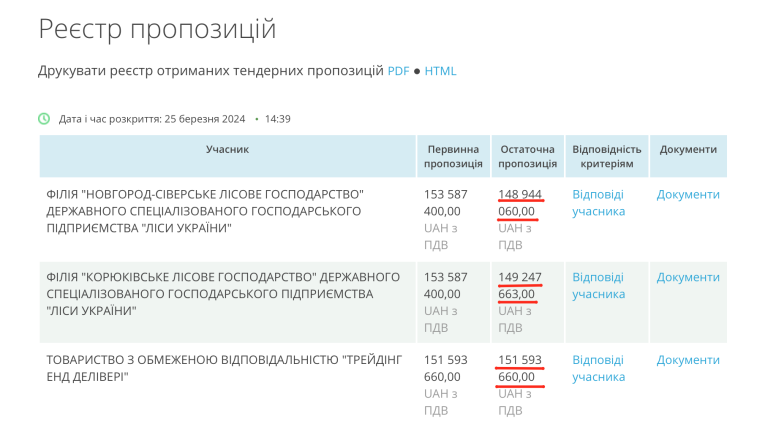 Реєстр пропозицій
Друкувати реєстр отриманих тендерних пропозицій PDF ● HTML
Дата і час розкриття: 25 березня 2024 • 14:39
Учасник
Первинна
пропозиція
Остаточна
пропозиція
Відповідність
критеріям
Документи
ФІЛІЯ "НОВГОРОД-СІВЕРСЬКЕ ЛІСОВЕ ГОСПОДАРСТВО"
ДЕРЖАВНОГО СПЕЦІАЛІЗОВАНОГО ГОСПОДАРСЬКОГО
ПІДПРИЄМСТВА "ЛІСИ УКРАЇНИ"
153 587
400,00
UAH з
ПДВ
148 944
060,00
UAH з
ПДВ
Відповіді
учасника
Документи
ФІЛІЯ "КОРЮКІВСЬКЕ ЛІСОВЕ ГОСПОДАРСТВО" ДЕРЖАВНОГО
СПЕЦІАЛІЗОВАНОГО ГОСПОДАРСЬКОГО ПІДПРИЄМСТВА
"ЛІСИ УКРАЇНИ"
153 587
400,00
UAH з
ПДВ
149 247
663,00
UAH з
ПДВ
Відповіді
учасника
Документи
ТОВАРИСТВО З ОБМЕЖЕНОЮ ВІДПОВІДАЛЬНІСТЮ "ТРЕЙДІНГ
ЕНД ДЕЛІВЕРІ"
151 593
660,00
UAH з
ПДВ
151 593
660,00
UAH з
ПДВ
Відповіді
учасника
Документи